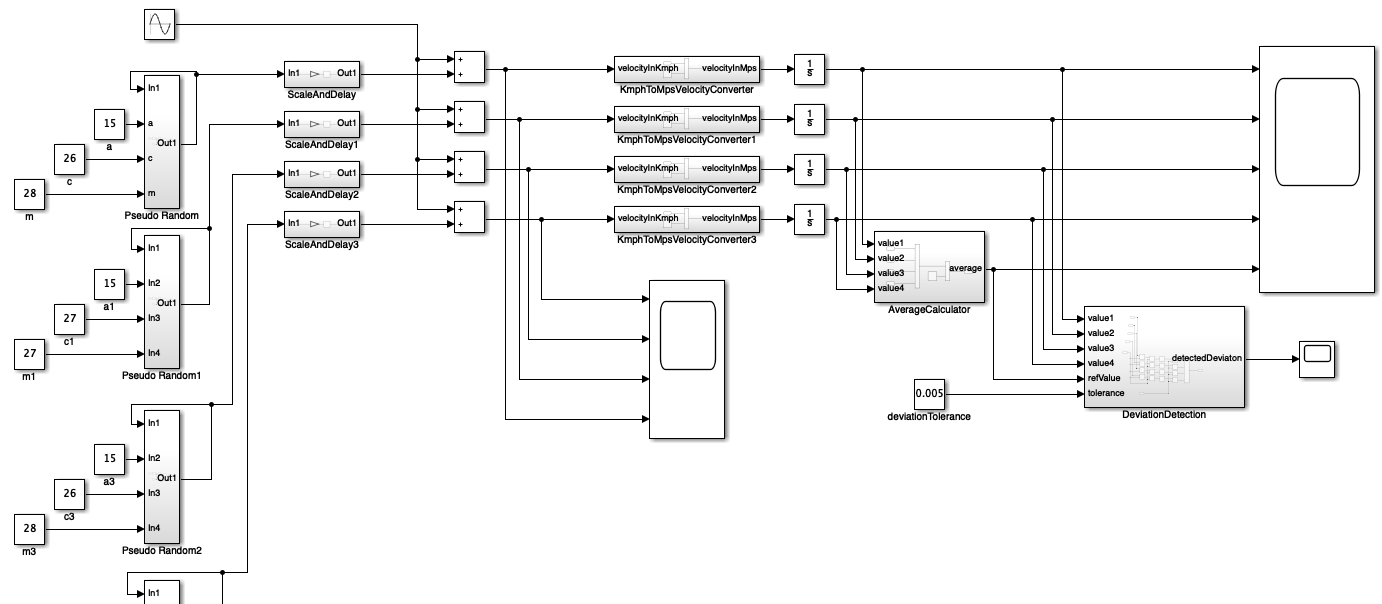 In1
Out1
ScaleAndDelay
+
+
velocityInKmph
velocityInMps
KmphToMpsVelocityConverter
1
s
In1
a
c
m
Out1
15
a
26
c
28
m
Pseudo Random
In1
Out1
ScaleAndDelay1
+
+
velocityInKmph
velocityInMps
KmphToMpsVelocityConverter1
1
s
In1
Out1
ScaleAndDelay2
+
+
velocityInKmph
velocityInMps
KmphToMpsVelocityConverter2
1
s
In1
Out1
ScaleAndDelay3
+
+
velocityInKmph
velocityInMps
KmphToMpsVelocityConverter3
1
s
In1
In2
In3
In4
Out1
15
a1
27
c1
27
m1
Pseudo Random1
value1
value2
value3
value4
average
AverageCalculator
value1
value2
value3
value4
refValue
tolerance
detectedDeviaton
DeviationDetection
0.005
deviationTolerance
In1
In2
In3
In4
Out1
15
a3
26
c3
28
m3
Pseudo Random2
In1